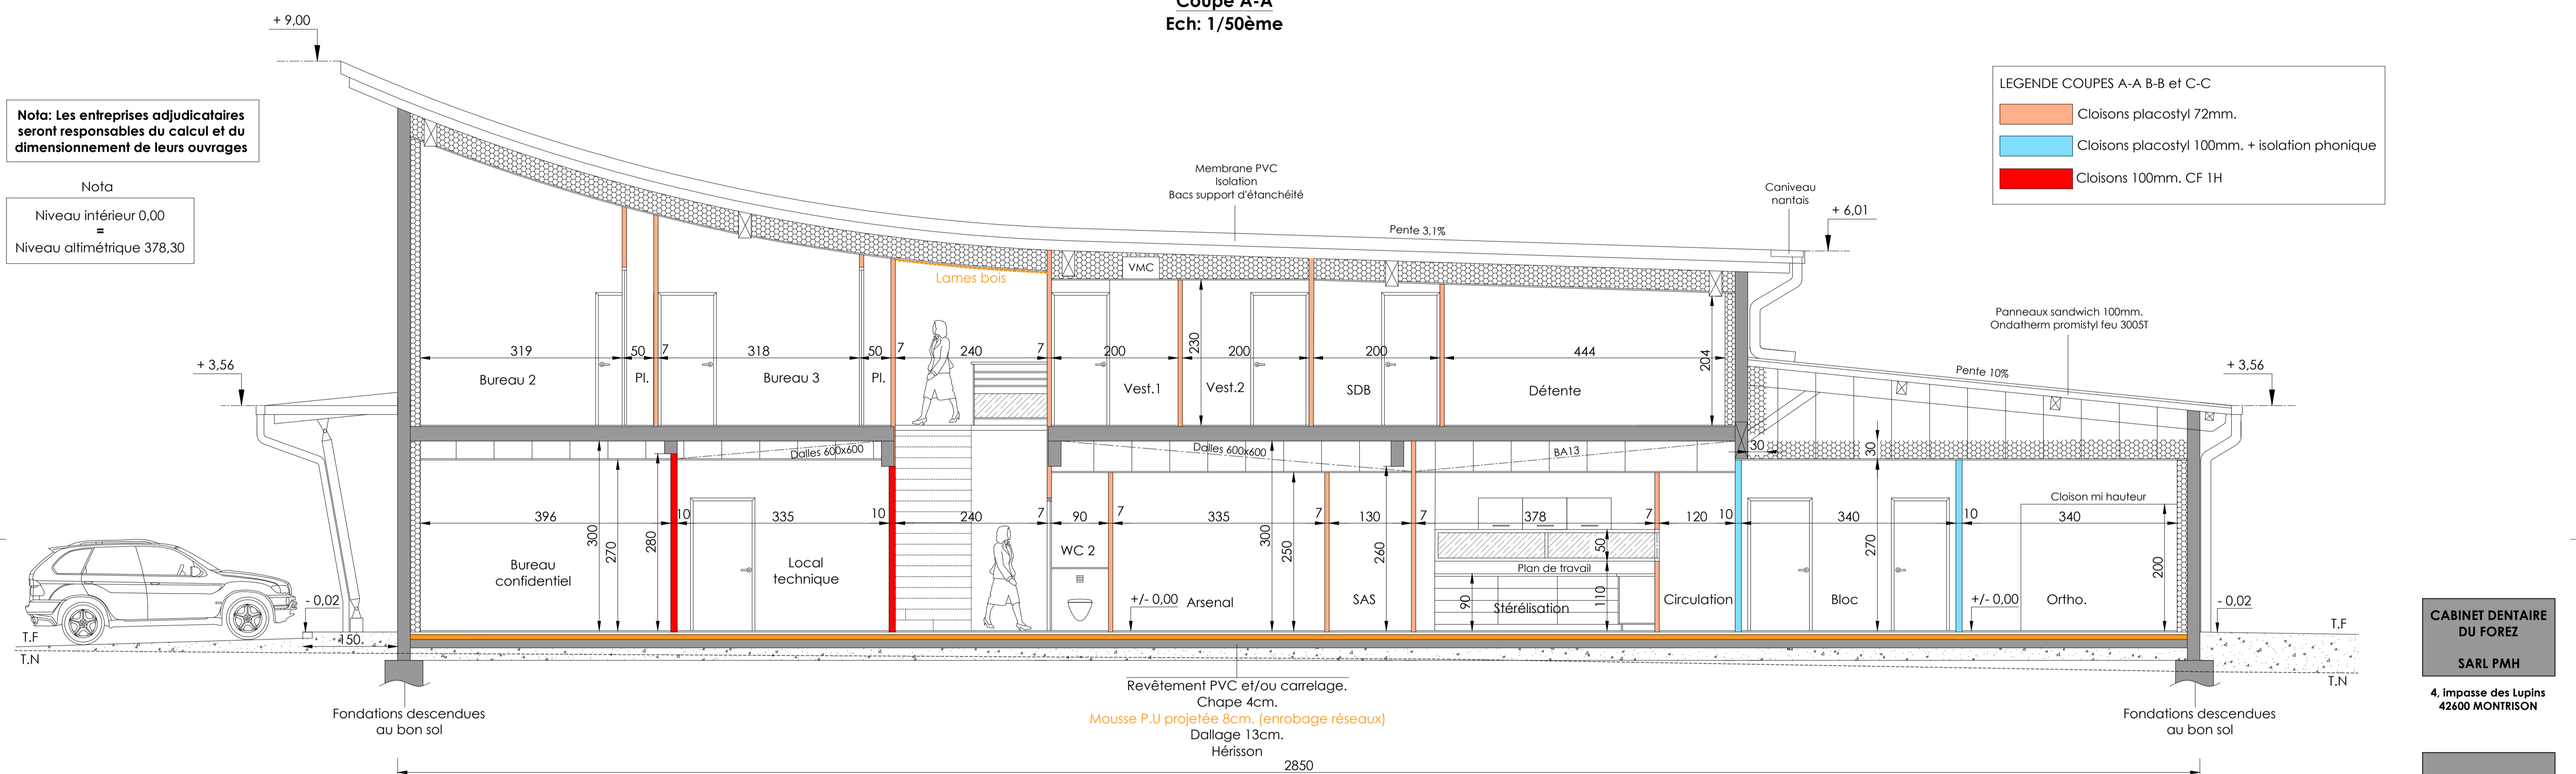 Coupe A-A
Ech: 1/50ème
+ 9,00
Nota: Les entreprises adjudicataires
seront responsables du calcul et du
dimensionnement de leurs ouvrages
Nota
Niveau intérieur 0,00
=
Niveau altimétrique 378,30
LEGENDE COUPES A-A B-B et C-C
Cloisons placostyl 72mm.
Cloisons placostyl 100mm. + isolation phonique
Cloisons 100mm. CF 1H
Membrane PVC
Isolation
Bacs support d'étanchéité
Caniveau
nantais
+ 6,01
Pente 3,1%
VMC
Lames bois
Panneaux sandwich 100mm.
Ondatherm promistyl feu 3005T
Pente 10%
+ 3,56
+ 3,56
319
50
7
318
50
7
240
7
200
230
200
200
444
204
Bureau 2
Pl.
Bureau 3
Pl.
Vest.1
Vest.2
SDB
Détente
Dalles 600x600
Dalles 600x600
BA13
30
30
396
10
335
10
240
7
90
7
335
7
130
7
378
7
120
10
340
10
340
300
270
280
300
250
260
50
110
90
270
200
Cloison mi hauteur
Bureau
confidentiel
Local
technique
WC 2
+/- 0,00
Arsenal
SAS
Plan de travail
Stérélisation
Circulation
Bloc
+/- 0,00
Ortho.
- 0,02
- 0,02
150.
T.F
T.N
T.F
T.N
Fondations descendues
au bon sol
Revêtement PVC et/ou carrelage.
Chape 4cm.
Mousse P.U projetée 8cm. (enrobage réseaux)
Dallage 13cm.
Hérisson
Fondations descendues
au bon sol
2850
CABINET DENTAIRE
DU FOREZ
SARL PMH
4, impasse des Lupins
42600 MONTRISON